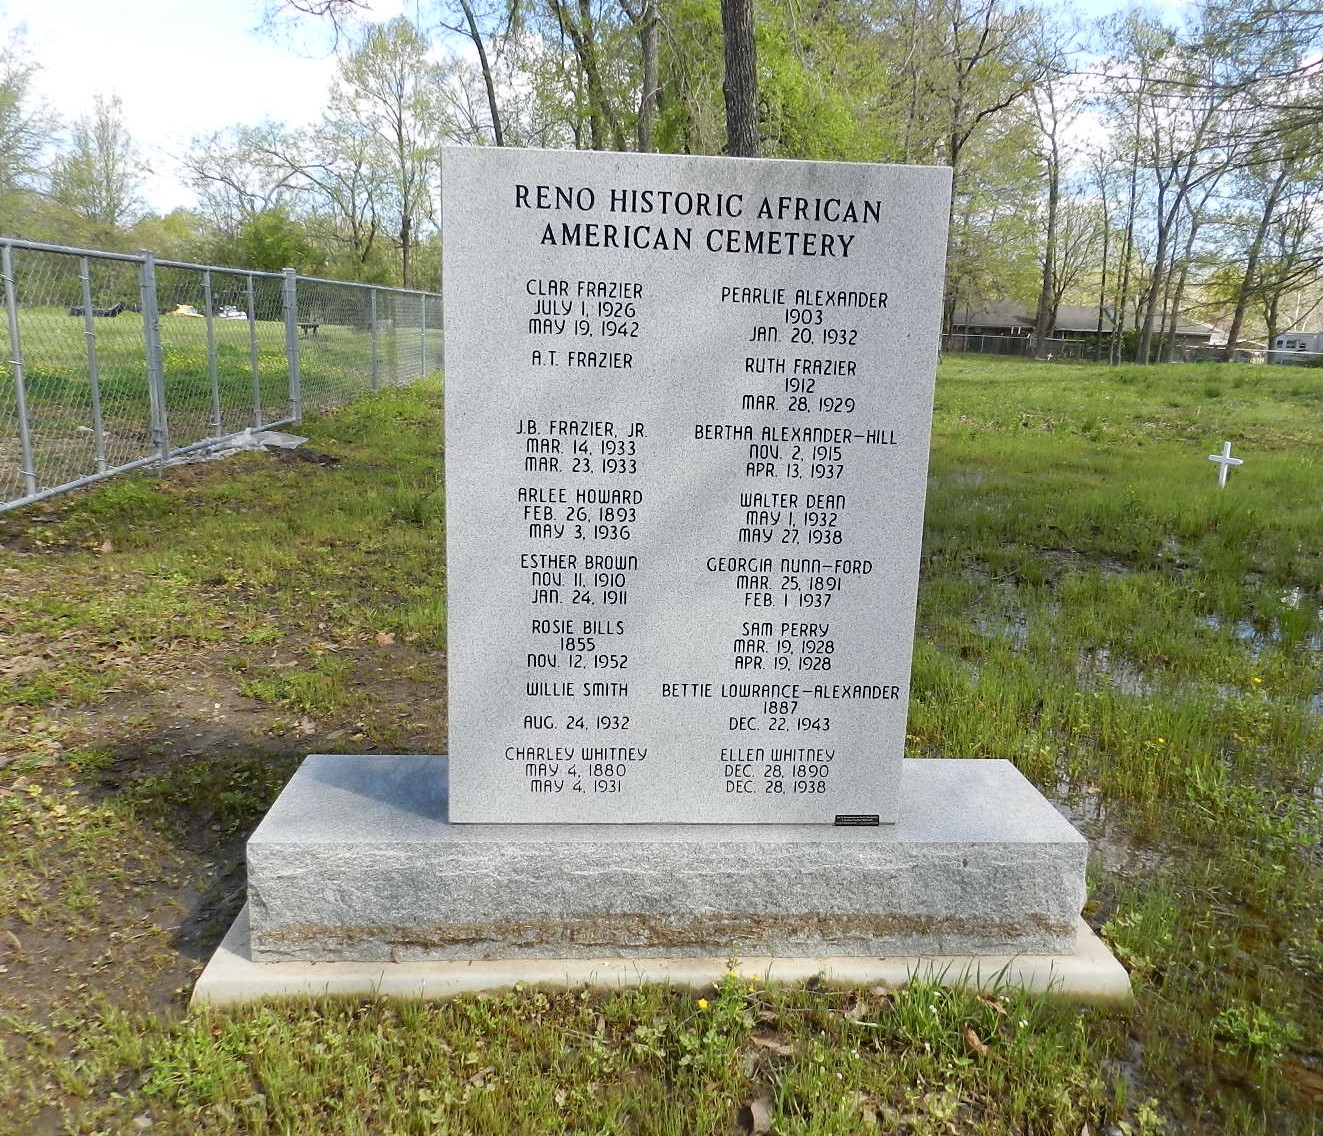 RENO HISTORIC AFRICAN
AMERICAN CEMETERY
CLAR FRAZIER
JULY 1, 1926
MAY 19, 1942
A.T. FRAZIER
J.B. FRAZIER, JR.
MAR. 14, 1933
MAR. 23, 1933
ARLEE HOWARD
FEB. 26, 1893
MAY 3, 1936
ESTHER BROWN
NOV. 11, 1910
JAN. 24, 1911
ROSIE BILLS
1855
NOV. 12, 1952
WILLIE SMITH
AUG. 24, 1932
CHARLEY WHITNEY
MAY 4, 1880
MAY 4, 1931
PEARLIE ALEXANDER
1903
JAN. 20, 1932
RUTH FRAZIER
1912
MAR. 28, 1929
BERTHA ALEXANDER-HILL
NOV. 2, 1915
APR. 13, 1937
WALTER DEAN
MAY 1, 1932
MAY 27, 1938
GEORGIA NUNN-FORD
MAR. 25, 1891
FEB. 1 1937
SAM PERRY
MAR. 19, 1928
APR. 19, 1928
BETTIE LOWRANCE-ALEXANDER
1887
DEC. 22, 1943
ELLEN WHITNEY
DEC. 28, 1890
DEC. 28, 1938